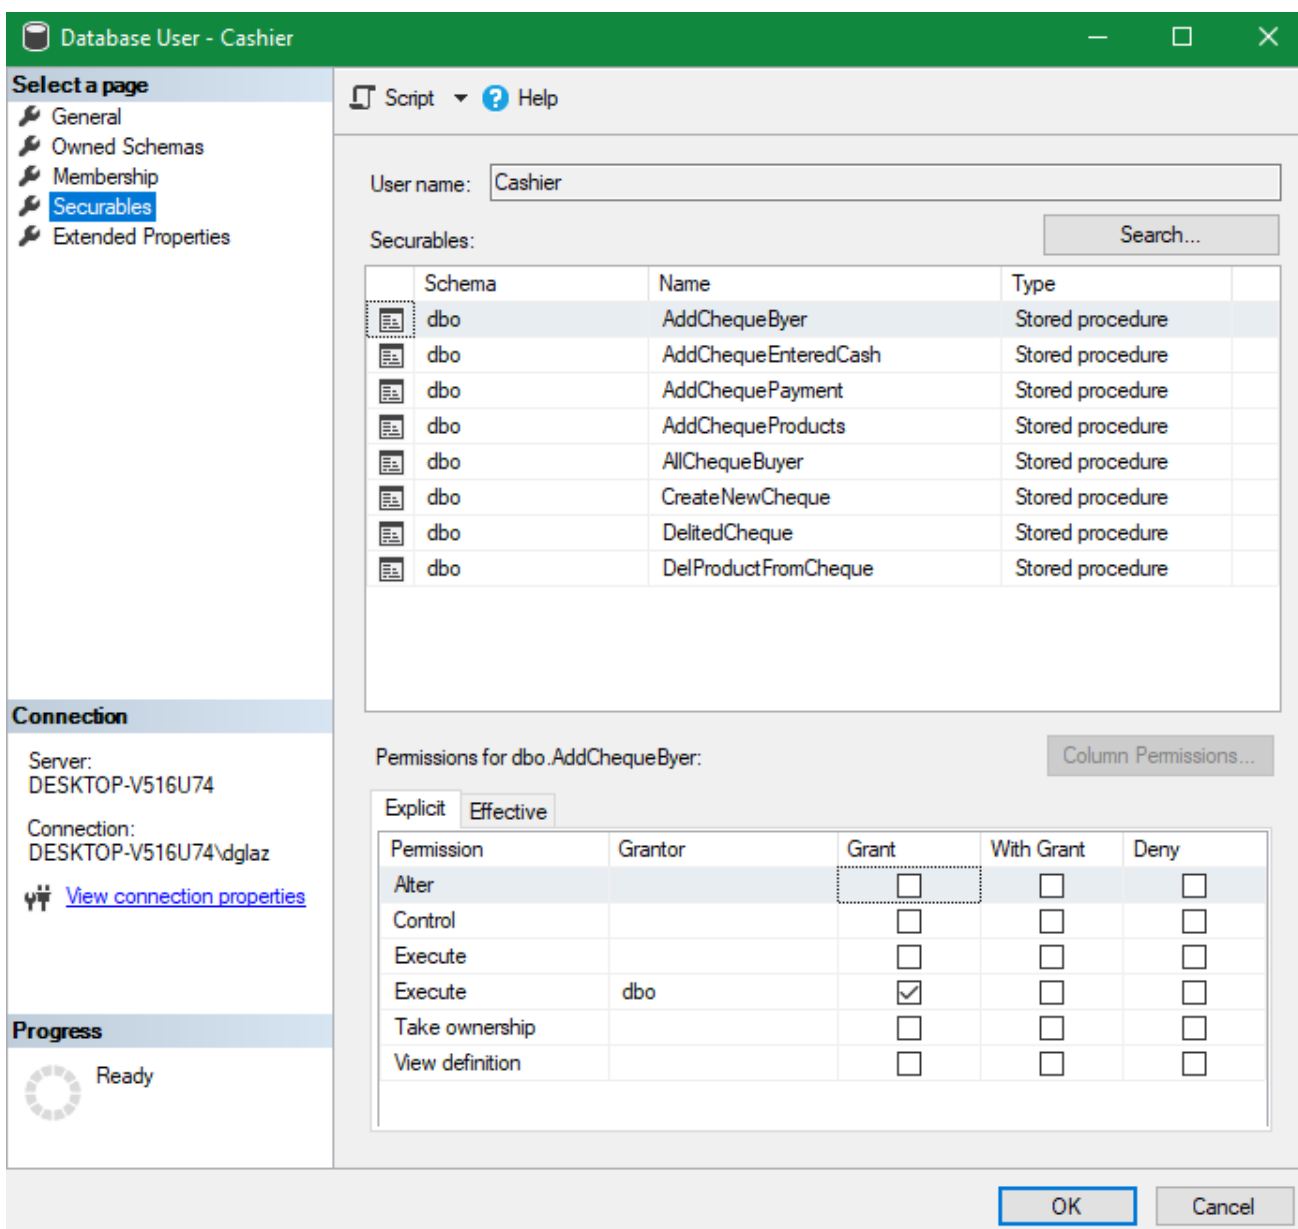 Database User - Cashier
Select a page
General
Owned Schemas
Membership
Securables
Extended Properties
Script
Help
User name: Cashier
Securables:
Search...
Schema Name Type
dbo AddChequeByer Stored procedure
dbo AddChequeEnteredCash Stored procedure
dbo AddChequePayment Stored procedure
dbo AddChequeProducts Stored procedure
dbo AllChequeBuyer Stored procedure
dbo CreateNewCheque Stored procedure
dbo DelitedCheque Stored procedure
dbo DelProductFromCheque Stored procedure
Connection
Server:
DESKTOP-V516U74
Connection:
DESKTOP-V516U74\dglaz
View connection properties
Progress
Ready
Permissions for dbo.AddChequeByer:
Column Permissions...
Explicit Effective
Permission Grantor Grant With Grant Deny
Alter
Control
Execute
Execute dbo
Take ownership
View definition
OK Cancel